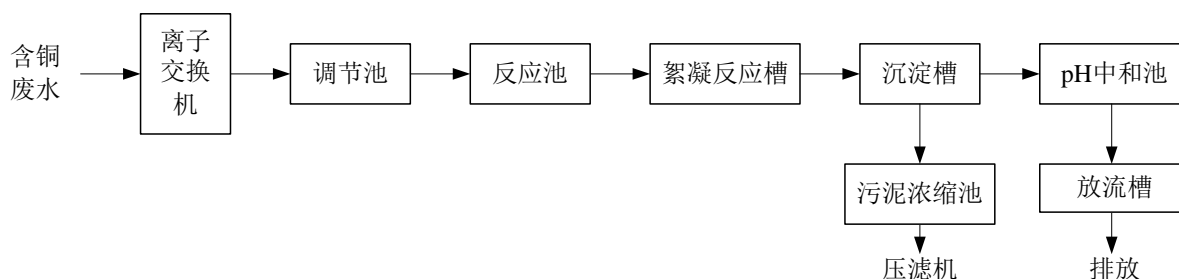 含铜
废水
离子
交换
机
调节池
反应池
絮凝反应槽
沉淀槽
pH中和池
污泥浓缩池
放流槽
压滤机
排放